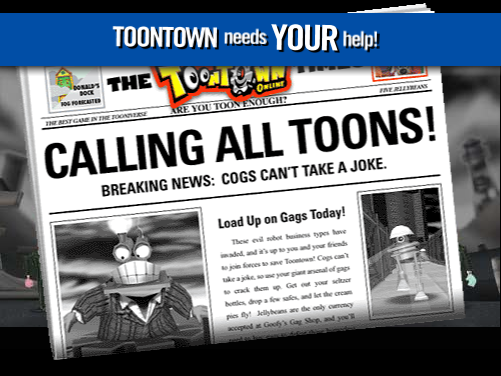 TOONTOWN needs YOUR help!
DONALD'S
DOCK
FOG FORECASTED
THE TOONTOWN TIMES
ONLINE
FIVE JELLYBEANS
THE BEST GAME IN THE TOONIVERSE
ARE YOU TOON ENOUGH?
CALLING ALL TOONS!
BREAKING NEWS: COGS CAN'T TAKE A JOKE.
Load Up on Gags Today!
These evil robot business types have
invaded, and it's up to you and your friends
to join forces to save Toontown! Cogs can't
take a joke, so use your giant arsenal of gags
to crack them up. Get out your seltzer
bottles, drop a few safes, and let the cream
pies fly! Jellybeans are the only currency
accepted at Goofy's Gag Shop, and you'll